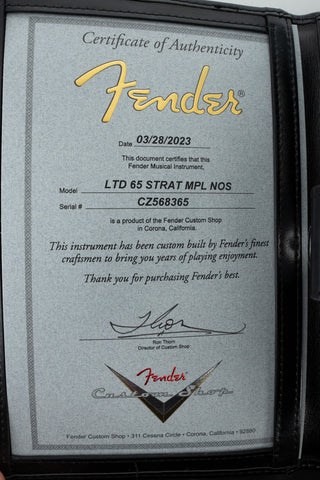 Certificate of Authenticity
Fender®
Date 03/28/2023
This document certifies that this
Fender Musical Instrument,
Model LTD 65 STRAT MPL NOS
Serial # CZ568365
is a product of the Fender Custom Shop
in Corona, California.
This instrument has been custom built by Fender's finest
craftsmen to bring you years of playing enjoyment.
Thank you for purchasing Fender's best.
Ron Thorn
Director of Custom Shop
Fender
Custom Shop
Fender Custom Shop • 311 Cessna Circle • Corona, California • 92880